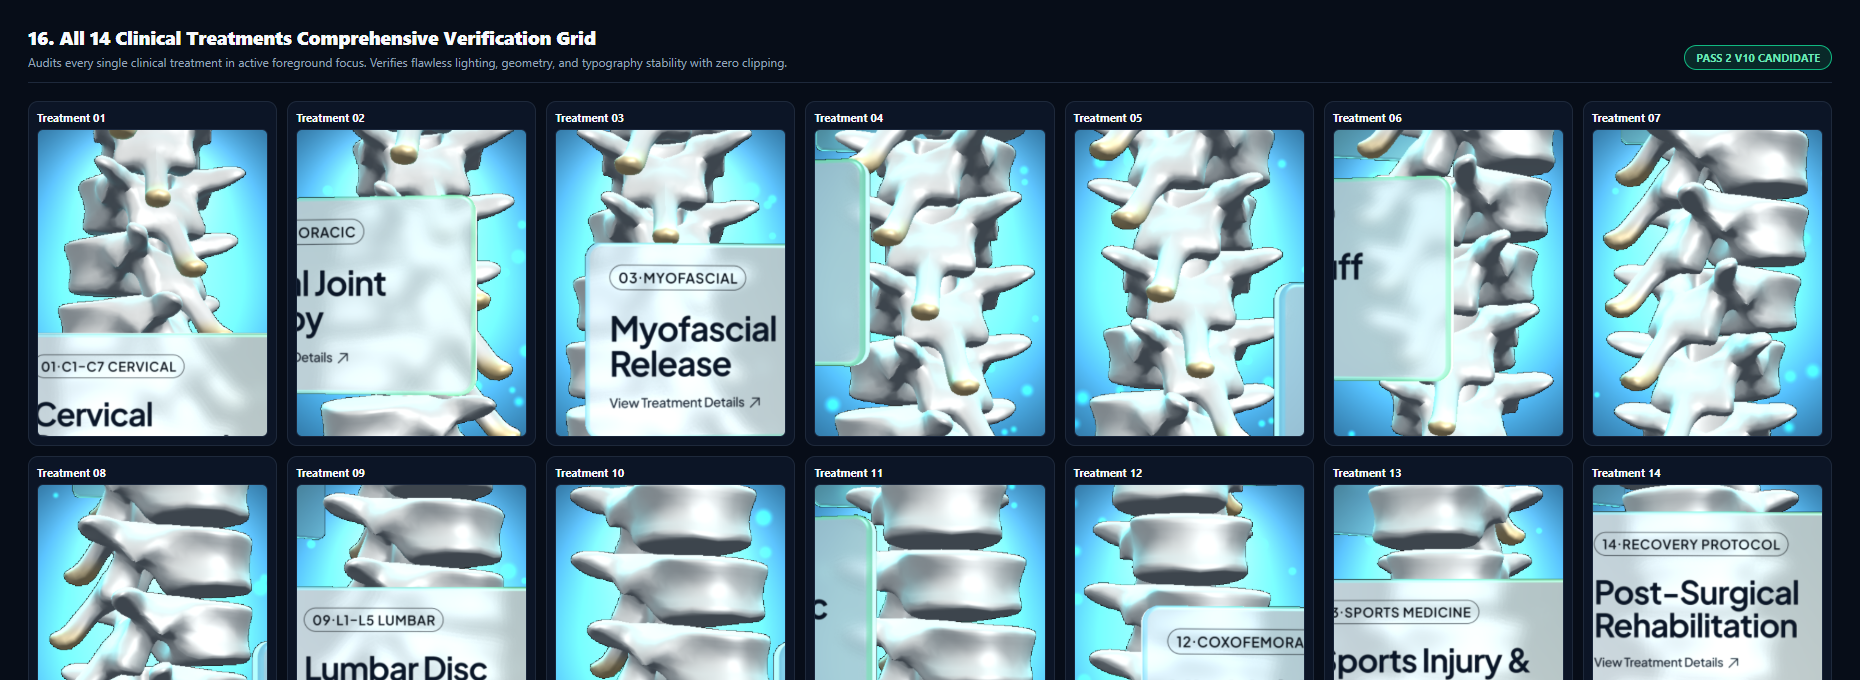 16. All 14 Clinical Treatments Comprehensive Verification Grid
Audits every single clinical treatment in active foreground focus. Verifies flawless lighting, geometry, and typography stability with zero clipping.
PASS 2 V10 CANDIDATE
Treatment 01
01·C1–C7 CERVICAL
Cervical
Treatment 02
ORACIC
al Joint
py
Details ↗
Treatment 03
03·MYOFASCIAL
Myofascial
Release
View Treatment Details ↗
Treatment 04
Treatment 05
Treatment 06
uff
Treatment 07
Treatment 08
Treatment 09
09·L1–L5 LUMBAR
Lumbar Disc
Treatment 10
Treatment 11
c
Treatment 12
12·COXOFEMORA
Treatment 13
3·SPORTS MEDICINE
Sports Injury &
Treatment 14
14·RECOVERY PROTOCOL
Post-Surgical
Rehabilitation
View Treatment Details ↗